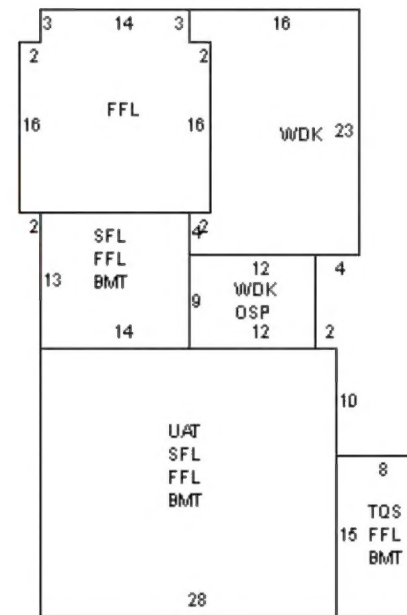 3 14 3 16
2 2
16 FFL 16 WDK 23
2 4 2
SFL
FFL
BMT
13
14
12 4
WDK
OSP
9
12 2
10
UAT
SFL
FFL
BMT
28
8
TQS
15 FFL
BMT